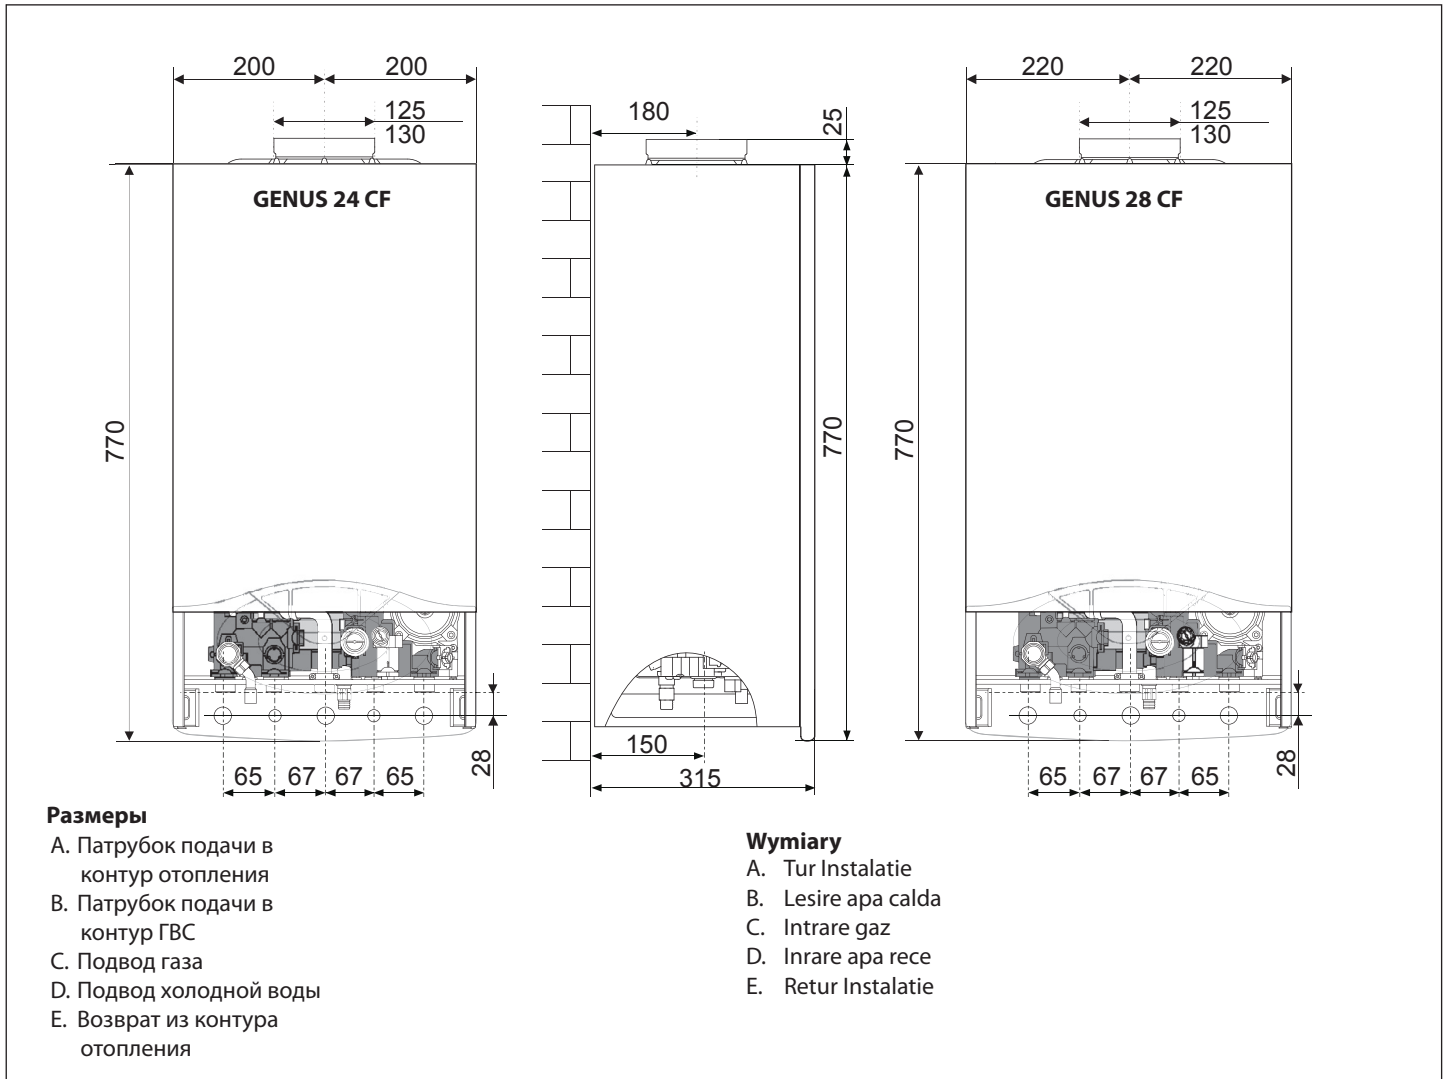 200 200
125
130
GENUS 24 CF
770
65 67 67 65
28
180
25
770
150
315
220 220
125
130
GENUS 28 CF
770
65 67 67 65
28
Размеры
A. Патрубок подачи в
контур отопления
B. Патрубок подачи в
контур ГВС
C. Подвод газа
D. Подвод холодной воды
E. Возврат из контура
отопления
Wymiary
A. Tur Instalatie
B. Lesire apa calda
C. Intrare gaz
D. Inrare apa rece
E. Retur Instalatie